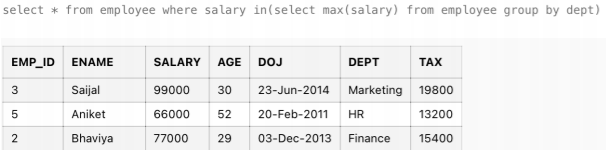 select * from employee where salary in(select max(salary) from employee group by dept)
EMP_ID ENAME SALARY AGE DOJ DEPT TAX
3 Saijal 99000 30 23-Jun-2014 Marketing 19800
5 Aniket 66000 52 20-Feb-2011 HR 13200
2 Bhaviya 77000 29 03-Dec-2013 Finance 15400